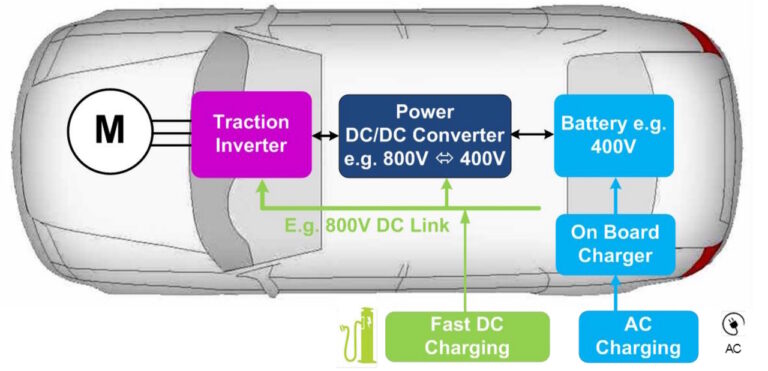 M
Traction
Inverter
Power
DC/DC Converter
e.g. 800V ⇔ 400V
Battery e.g.
400V
E.g. 800V DC Link
On Board
Charger
Fast DC
Charging
AC
Charging
AC